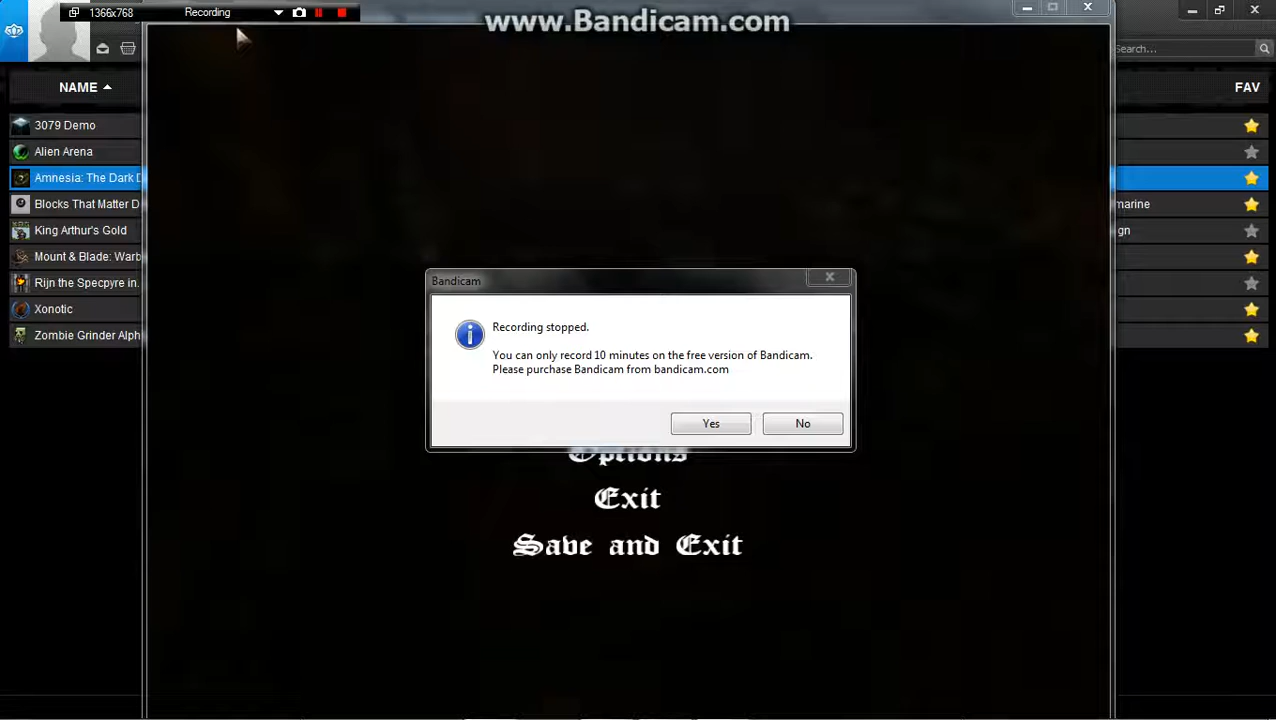 1366x768 Recording
www.Bandicam.com
Search...
NAME
FAV
3079 Demo
Alien Arena
Amnesia: The Dark D
Blocks That Matter D
marine
King Arthur's Gold
gn
Mount & Blade: Warb
Rijn the Specpyre in.
Xonotic
Zombie Grinder Alph
Bandicam
Recording stopped.
You can only record 10 minutes on the free version of Bandicam.
Please purchase Bandicam from bandicam.com
Yes No
Options
Exit
Save and Exit